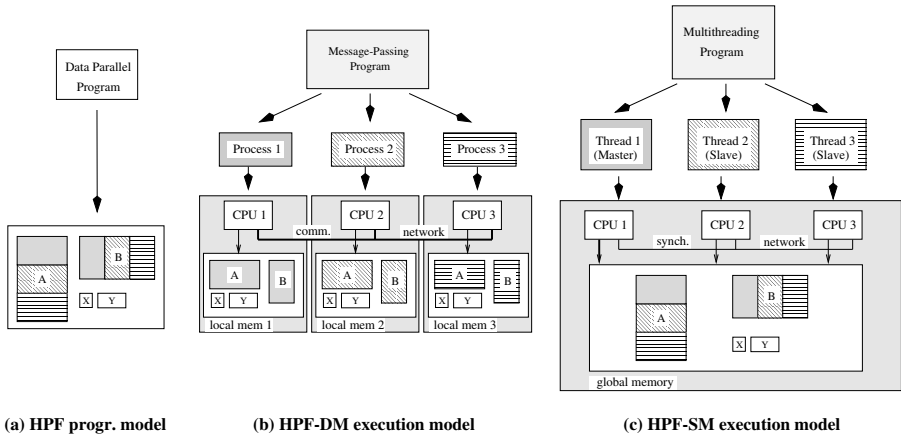 Data Parallel
Program
A
B
X
Y
(a) HPF progr. model
Message-Passing
Program
Process 1
Process 2
Process 3
CPU 1
CPU 2
CPU 3
comm.
network
A
B
X
Y
local mem 1
A
B
X
Y
local mem 2
A
B
X
Y
local mem 3
(b) HPF-DM execution model
Multithreading
Program
Thread 1
(Master)
Thread 2
(Slave)
Thread 3
(Slave)
CPU 1
CPU 2
CPU 3
synch.
network
A
B
X
Y
global memory
(c) HPF-SM execution model